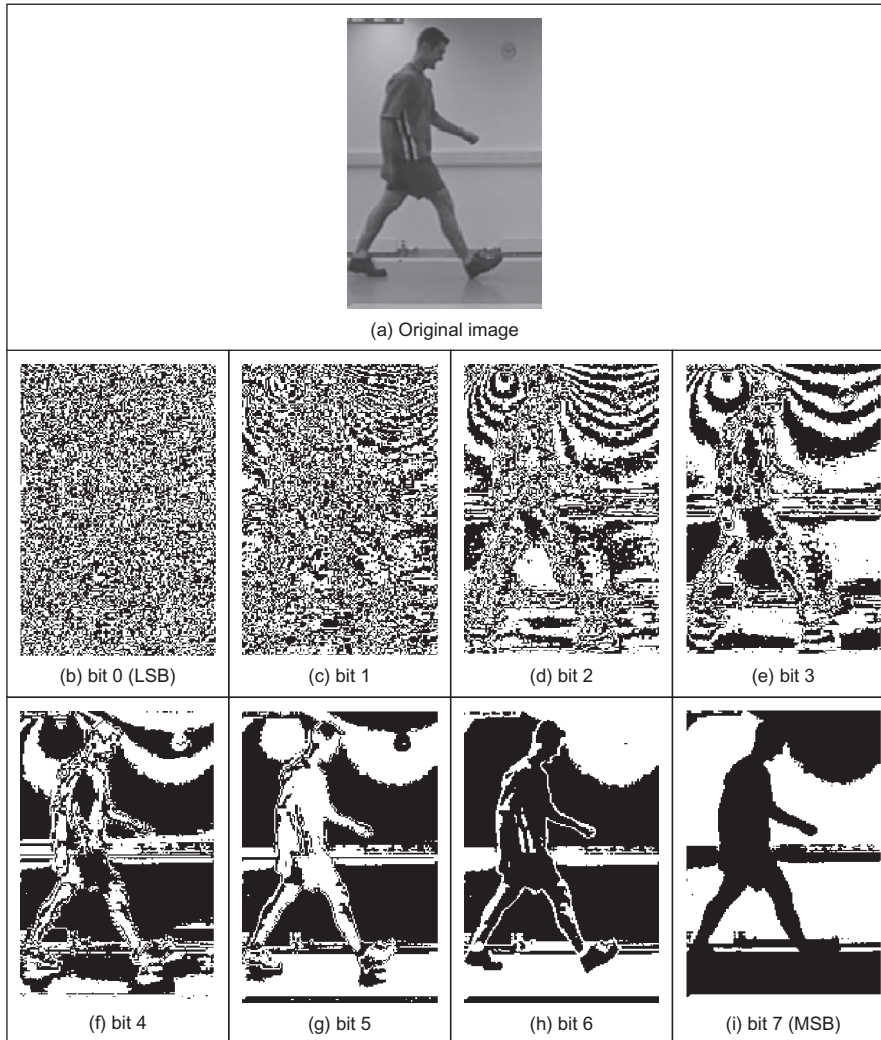 (a) Original image
(b) bit 0 (LSB)
(c) bit 1
(d) bit 2
(e) bit 3
(f) bit 4
(g) bit 5
(h) bit 6
(i) bit 7 (MSB)